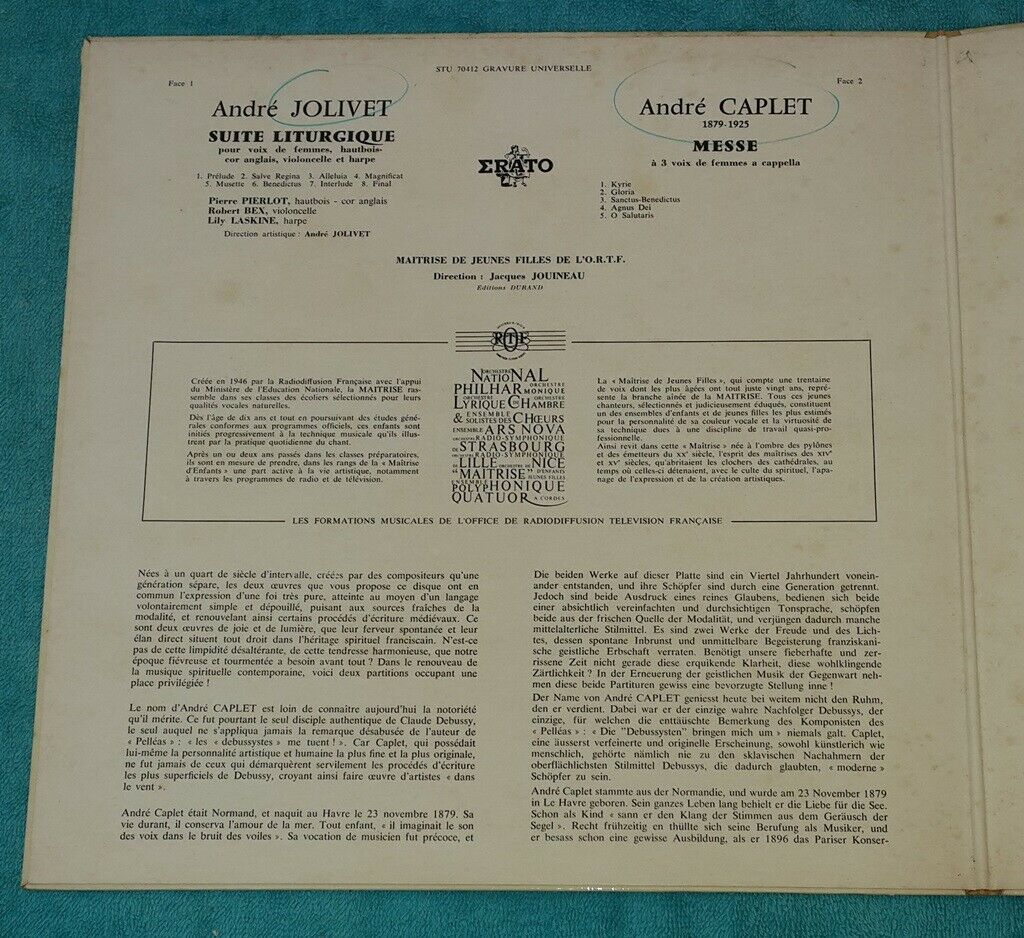 STU 70412 GRAVURE UNIVERSELLE
Face 1
André JOLIVET
SUITE LITURGIQUE
pour voix de femmes, hautbois-
cor anglais, violoncelle et harpe
1. Prélude 2. Salve Regina 3. Alleluia 4. Magnificat
5. Musette 6. Benedictus 7. Interlude 8. Final
Pierre PIERLOT, hautbois - cor anglais
Robert BEX, violoncelle
Lily LASKINE, harpe
Direction artistique : André JOLIVET
ΣRATO
Face 2
André CAPLET
1879-1925
MESSE
à 3 voix de femmes a cappella
1. Kyrie
2. Gloria
3. Sanctus-Benedictus
4. Agnus Dei
5. O Salutaris
MAITRISE DE JEUNES FILLES DE L'O.R.T.F.
Direction : Jacques JOUINEAU
Editions DURAND
RTF
Créée en 1946 par la Radiodiffusion Française avec l'appui
du Ministère de l'Education Nationale, la MAITRISE ras-
semble dans ses classes des écoliers sélectionnés pour leurs
qualités vocales naturelles.
Dès l'âge de dix ans et tout en poursuivant des études géné-
rales conformes aux programmes officiels, ces enfants sont
initiés progressivement à la technique musicale qu'ils illus-
trent par la pratique quotidienne du chant.
Après un ou deux ans passés dans les classes préparatoires,
ils sont en mesure de prendre, dans les rangs de la « Maîtrise
d'Enfants » une part active à la vie artistique, notamment
à travers les programmes de radio et de télévision.
ORCHESTRE
NATIONAL
PHILHARMONIQUE
ORCHESTRE
LYRIQUE DE CHAMBRE
& ENSEMBLE SOLISTES DES CHŒURS
ENSEMBLE ARS NOVA
RADIO-SYMPHONIQUE
DE STRASBOURG
RADIO-SYMPHONIQUE
DE LILLE ORCHESTRE DE NICE
"MAITRISE" D'ENFANTS JEUNES FILLES
ENSEMBLE POLYPHONIQUE
QUATUOR A CORDES
La « Maîtrise de Jeunes Filles », qui compte une trentaine
de voix dont les plus âgées ont tout juste vingt ans, repré-
sente la branche aînée de la MAITRISE. Tous ces jeunes
chanteurs, sélectionnés et judicieusement éduqués, constituent
un des ensembles d'enfants et de jeunes filles les plus estimés
pour la personnalité de sa couleur vocale et la virtuosité de
sa technique dues à une discipline de travail quasi-pro-
fessionnelle.
Ainsi revit dans cette « Maîtrise » née à l'ombre des pylônes
et des émetteurs du XXe siècle, l'esprit des maîtrises des XIVe
et XVe siècles, qu'abritaient les clochers des cathédrales, au
temps où celles-ci détenaient, avec le culte du spirituel, l'apa-
nage de l'expression et de la création artistiques.
LES FORMATIONS MUSICALES DE L'OFFICE DE RADIODIFFUSION TELEVISION FRANÇAISE
Nées à un quart de siècle d'intervalle, créées par des compositeurs qu'une
génération sépare, les deux œuvres que vous propose ce disque ont en
commun l'expression d'une foi très pure, atteinte au moyen d'un langage
volontairement simple et dépouillé, puisant aux sources fraîches de la
modalité, et renouvelant ainsi certains procédés d'écriture médiévaux. Ce
sont deux œuvres de joie et de lumière, que leur ferveur spontanée et leur
élan direct situent tout droit dans l'héritage spirituel franciscain. N'est-ce
pas de cette limpidité désaltérante, de cette tendresse harmonieuse, que notre
époque fiévreuse et tourmentée a besoin avant tout ? Dans le renouveau de
la musique spirituelle contemporaine, voici deux partitions occupant une
place privilégiée !
Le nom d'André CAPLET est loin de connaître aujourd'hui la notoriété
qu'il mérite. Ce fut pourtant le seul disciple authentique de Claude Debussy,
le seul auquel ne s'appliqua jamais la remarque désabusée de l'auteur de
« Pelléas » : « les « debussystes » me tuent ! ». Car Caplet, qui possédait
lui-même la personnalité artistique et humaine la plus fine et la plus originale,
ne fut jamais de ceux qui démarquèrent servilement les procédés d'écriture
les plus superficiels de Debussy, croyant ainsi faire œuvre d'artistes « dans
le vent ».
André Caplet était Normand, et naquit au Havre le 23 novembre 1879. Sa
vie durant, il conserva l'amour de la mer. Tout enfant, « il imaginait le son
des voix dans le bruit des voiles ». Sa vocation de musicien fut précoce, et
Die beiden Werke auf dieser Platte sind ein Viertel Jahrhundert vonein-
ander entstanden, und ihre Schöpfer sind durch eine Generation getrennt.
Jedoch sind beide Ausdruck eines reines Glaubens, bedienen sich beide
einer absichtlich vereinfachten und durchsichtigen Tonsprache, schöpfen
beide aus der frischen Quelle der Modalität, und verjüngen dadurch manche
mittelalterliche Stilmittel. Es sind zwei Werke der Freude und des Lich-
tes, dessen spontane Inbrunst und unmittelbare Begeisterung franziskani-
sche geistliche Erbschaft verraten. Benötigt unsere fieberhafte und zer-
rissene Zeit nicht gerade diese erquikende Klarheit, diese wohlklingende
Zärtlichkeit ? In der Erneuerung der geistlichen Musik der Gegenwart neh-
men diese beide Partituren gewiss eine bevorzugte Stellung inne !
Der Name von André CAPLET geniesst heute bei weitem nicht den Ruhm,
den er verdient. Dabei war er der einzige wahre Nachfolger Debussys, der
einzige, für welchen die enttäuschte Bemerkung des Komponisten des
« Pelléas » : « Die "Debussysten" bringen mich um » niemals galt. Caplet,
eine äusserst verfeinerte und originelle Erscheinung, sowohl künstlerisch wie
menschlich, gehörte nämlich nie zu den sklavischen Nachahmern der
oberflächlichsten Stilmittel Debussys, die dadurch glaubten, « moderne »
Schöpfer zu sein.
André Caplet stammte aus der Normandie, und wurde am 23 November 1879
in Le Havre geboren. Sein ganzes Leben lang behielt er die Liebe für die See.
Schon als Kind « sann er den Klang der Stimmen aus dem Geräusch der
Segel ». Recht frühzeitig en thüllte sich seine Berufung als Musiker, und
er besass schon eine gewisse Ausbildung, als er 1896 das Pariser Konser-